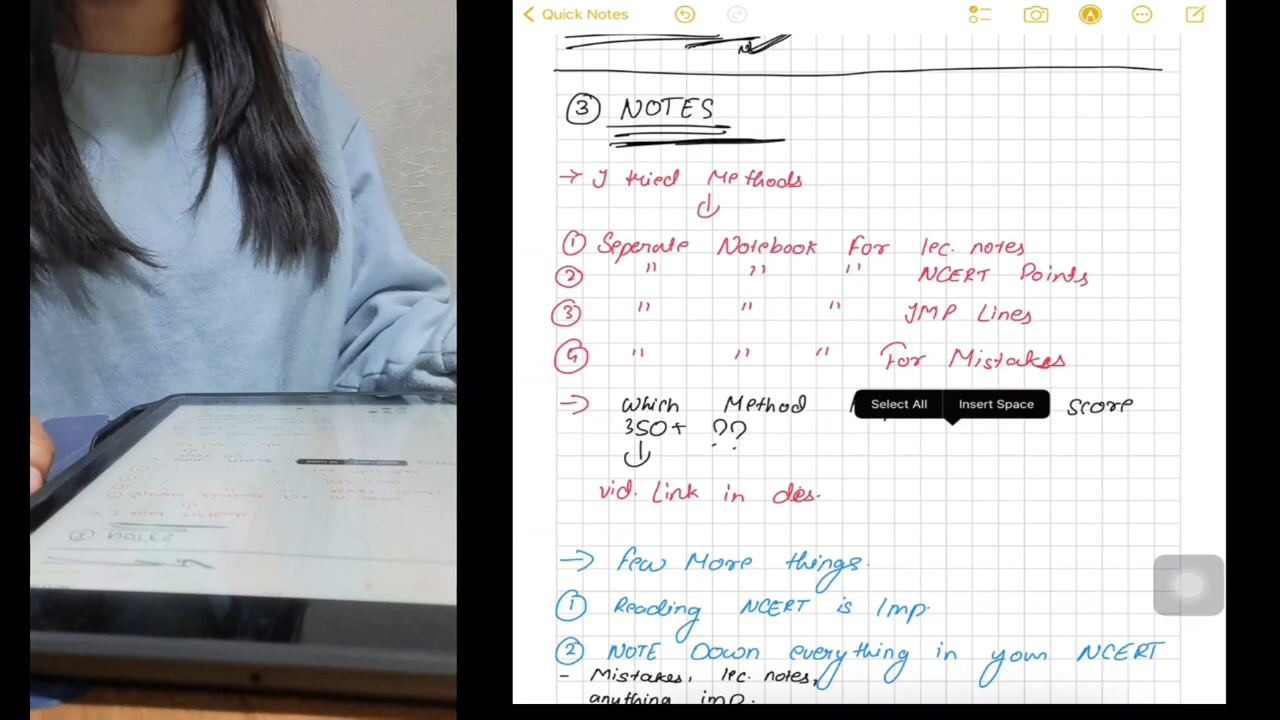 Quick Notes
③ NOTES
→ I tried Methods
① Seperate Notebook For lec. notes
② " " " NCERT Points
③ " " " IMP Lines
④ " " " For Mistakes
→ Which Method score
Select All Insert Space
350+ ??
vid. Link in des.
→ Few More things.
① Reading NCERT is Imp.
② NOTE Down everything in your NCERT
- Mistakes, lec. notes,
anything imp.